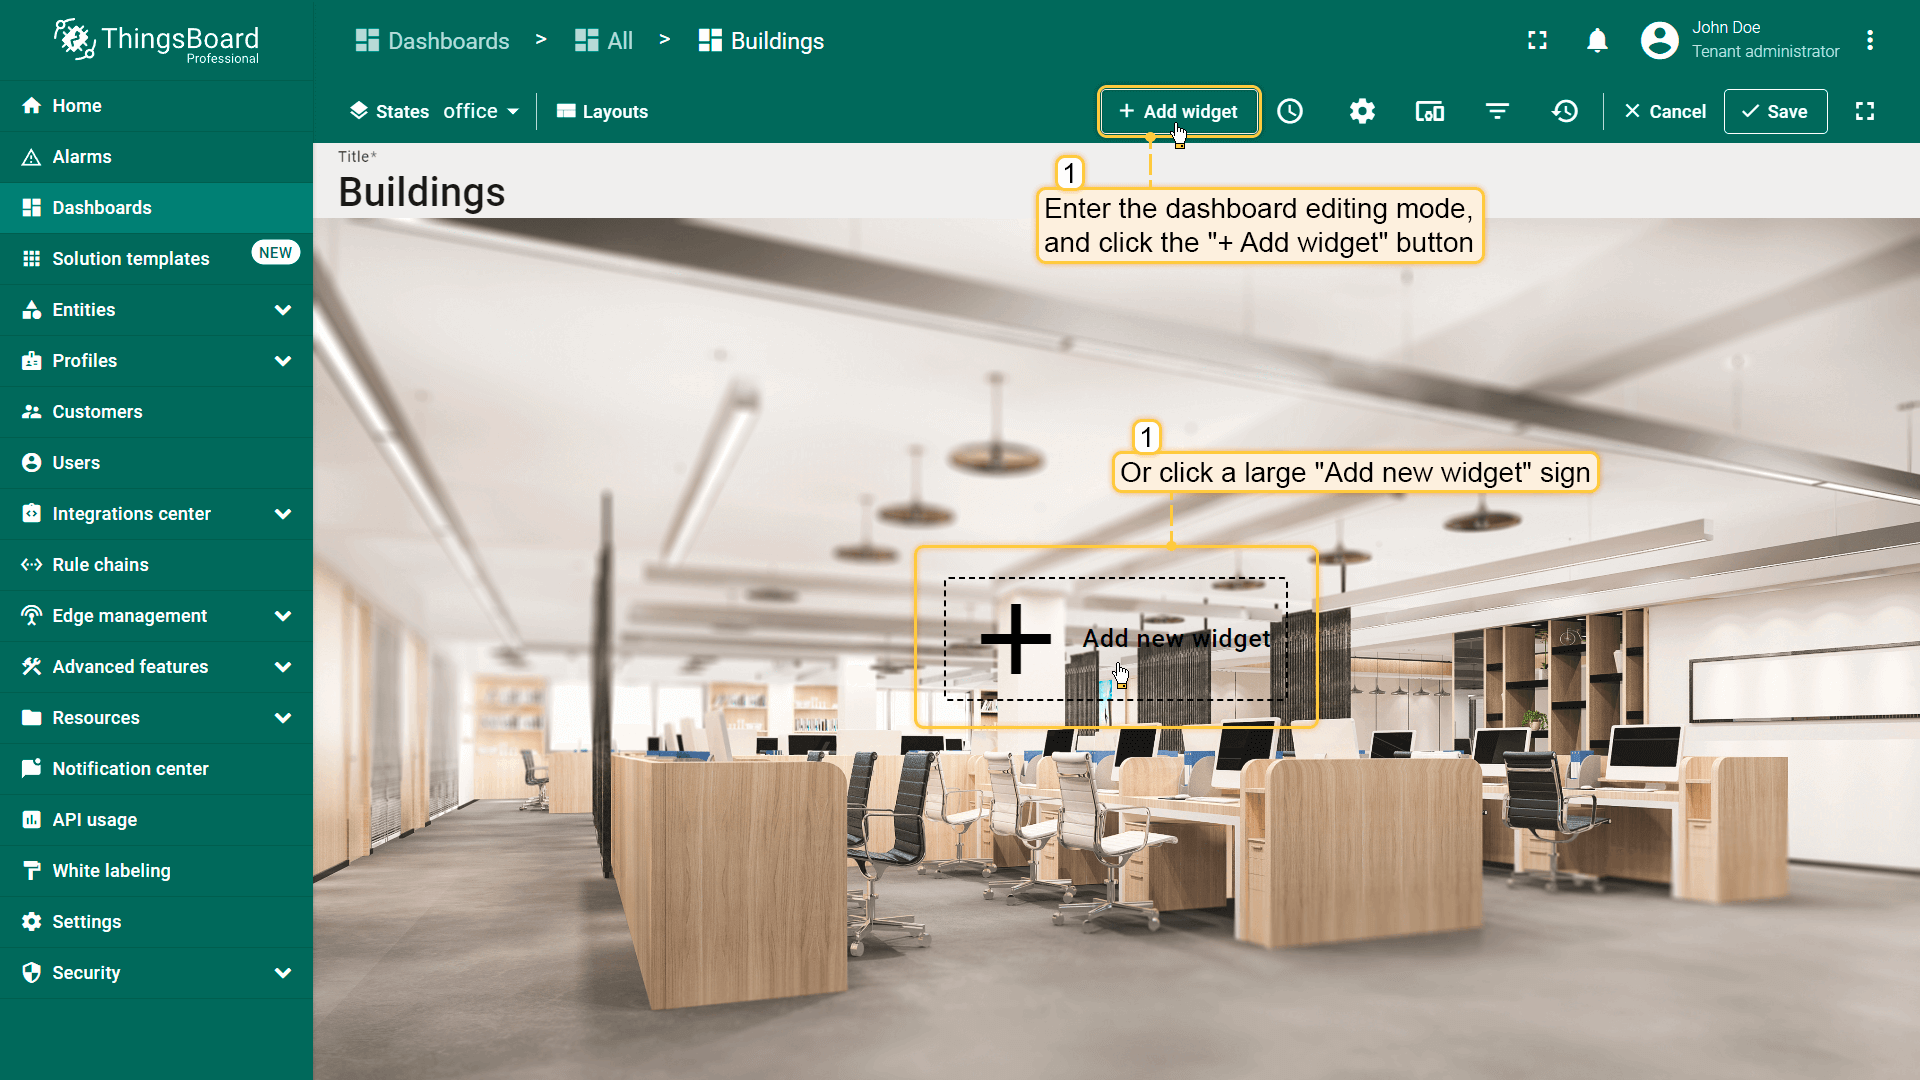 ThingsBoard
Professional
Dashboards > All > Buildings
John Doe
Tenant administrator
Home
Alarms
Dashboards
Solution templates NEW
Entities
Profiles
Customers
Users
Integrations center
Rule chains
Edge management
Advanced features
Resources
Notification center
API usage
White labeling
Settings
Security
States office Layouts + Add widget Cancel Save
Title*
Buildings
1
Enter the dashboard editing mode,
and click the "+ Add widget" button
1
Or click a large "Add new widget" sign
Add new widget